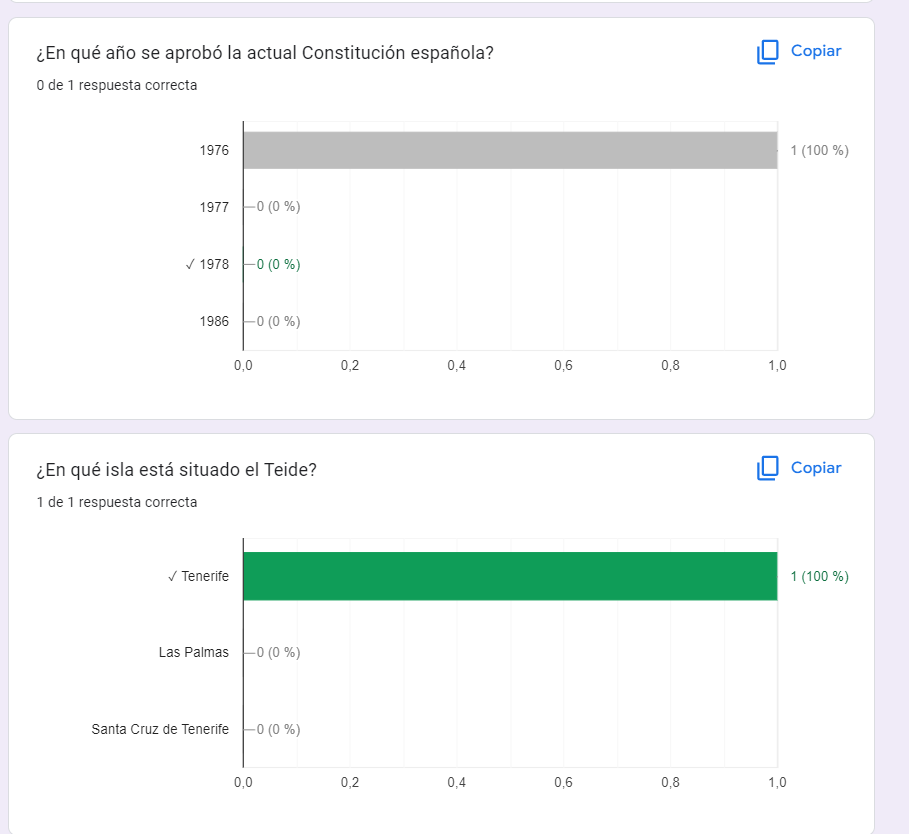 ¿En qué año se aprobó la actual Constitución española?
Copiar
0 de 1 respuesta correcta
1976
1 (100 %)
1977
0 (0 %)
✓ 1978
0 (0 %)
1986
0 (0 %)
0,0 0,2 0,4 0,6 0,8 1,0
¿En qué isla está situado el Teide?
Copiar
1 de 1 respuesta correcta
✓ Tenerife
1 (100 %)
Las Palmas
0 (0 %)
Santa Cruz de Tenerife
0 (0 %)
0,0 0,2 0,4 0,6 0,8 1,0